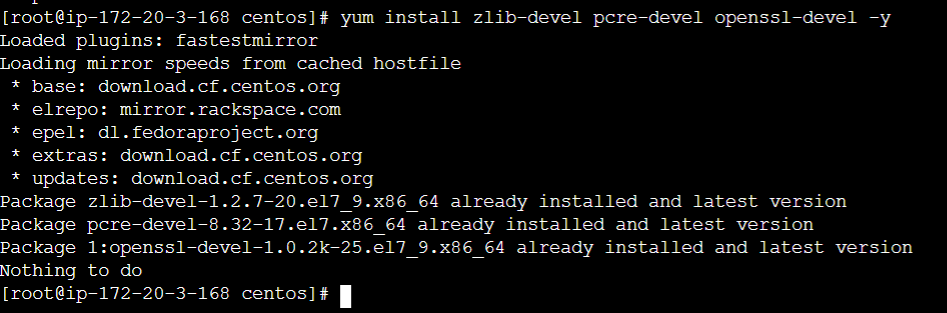 [root@ip-172-20-3-168 centos]# yum install zlib-devel pcre-devel openssl-devel -y
Loaded plugins: fastestmirror
Loading mirror speeds from cached hostfile
 * base: download.cf.centos.org
 * elrepo: mirror.rackspace.com
 * epel: dl.fedoraproject.org
 * extras: download.cf.centos.org
 * updates: download.cf.centos.org
Package zlib-devel-1.2.7-20.el7_9.x86_64 already installed and latest version
Package pcre-devel-8.32-17.el7.x86_64 already installed and latest version
Package 1:openssl-devel-1.0.2k-25.el7_9.x86_64 already installed and latest version
Nothing to do
[root@ip-172-20-3-168 centos]#